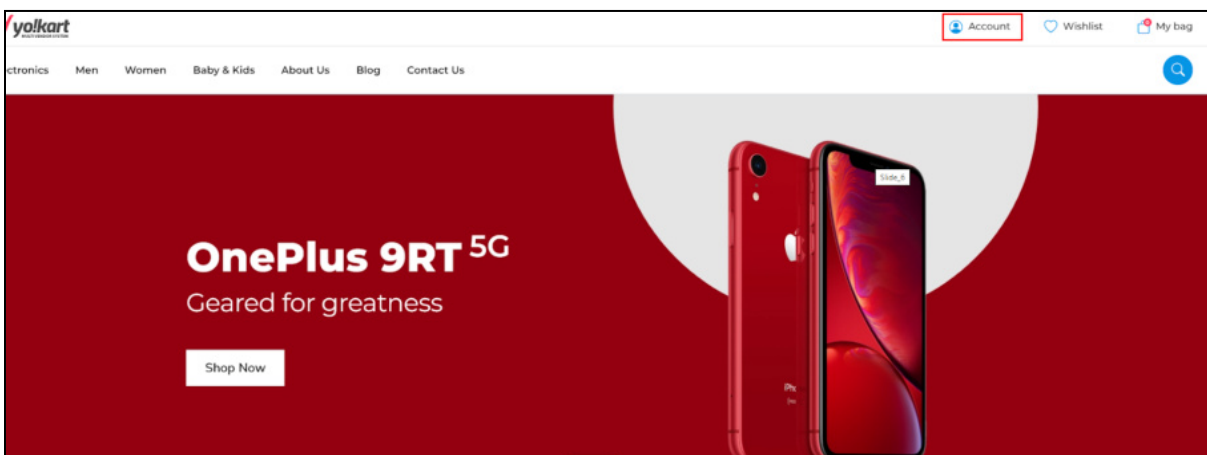 yo!kart
Account
Wishlist
0
My bag
ctronics
Men
Women
Baby & Kids
About Us
Blog
Contact Us
Slide_6
OnePlus 9RT 5G
Geared for greatness
Shop Now